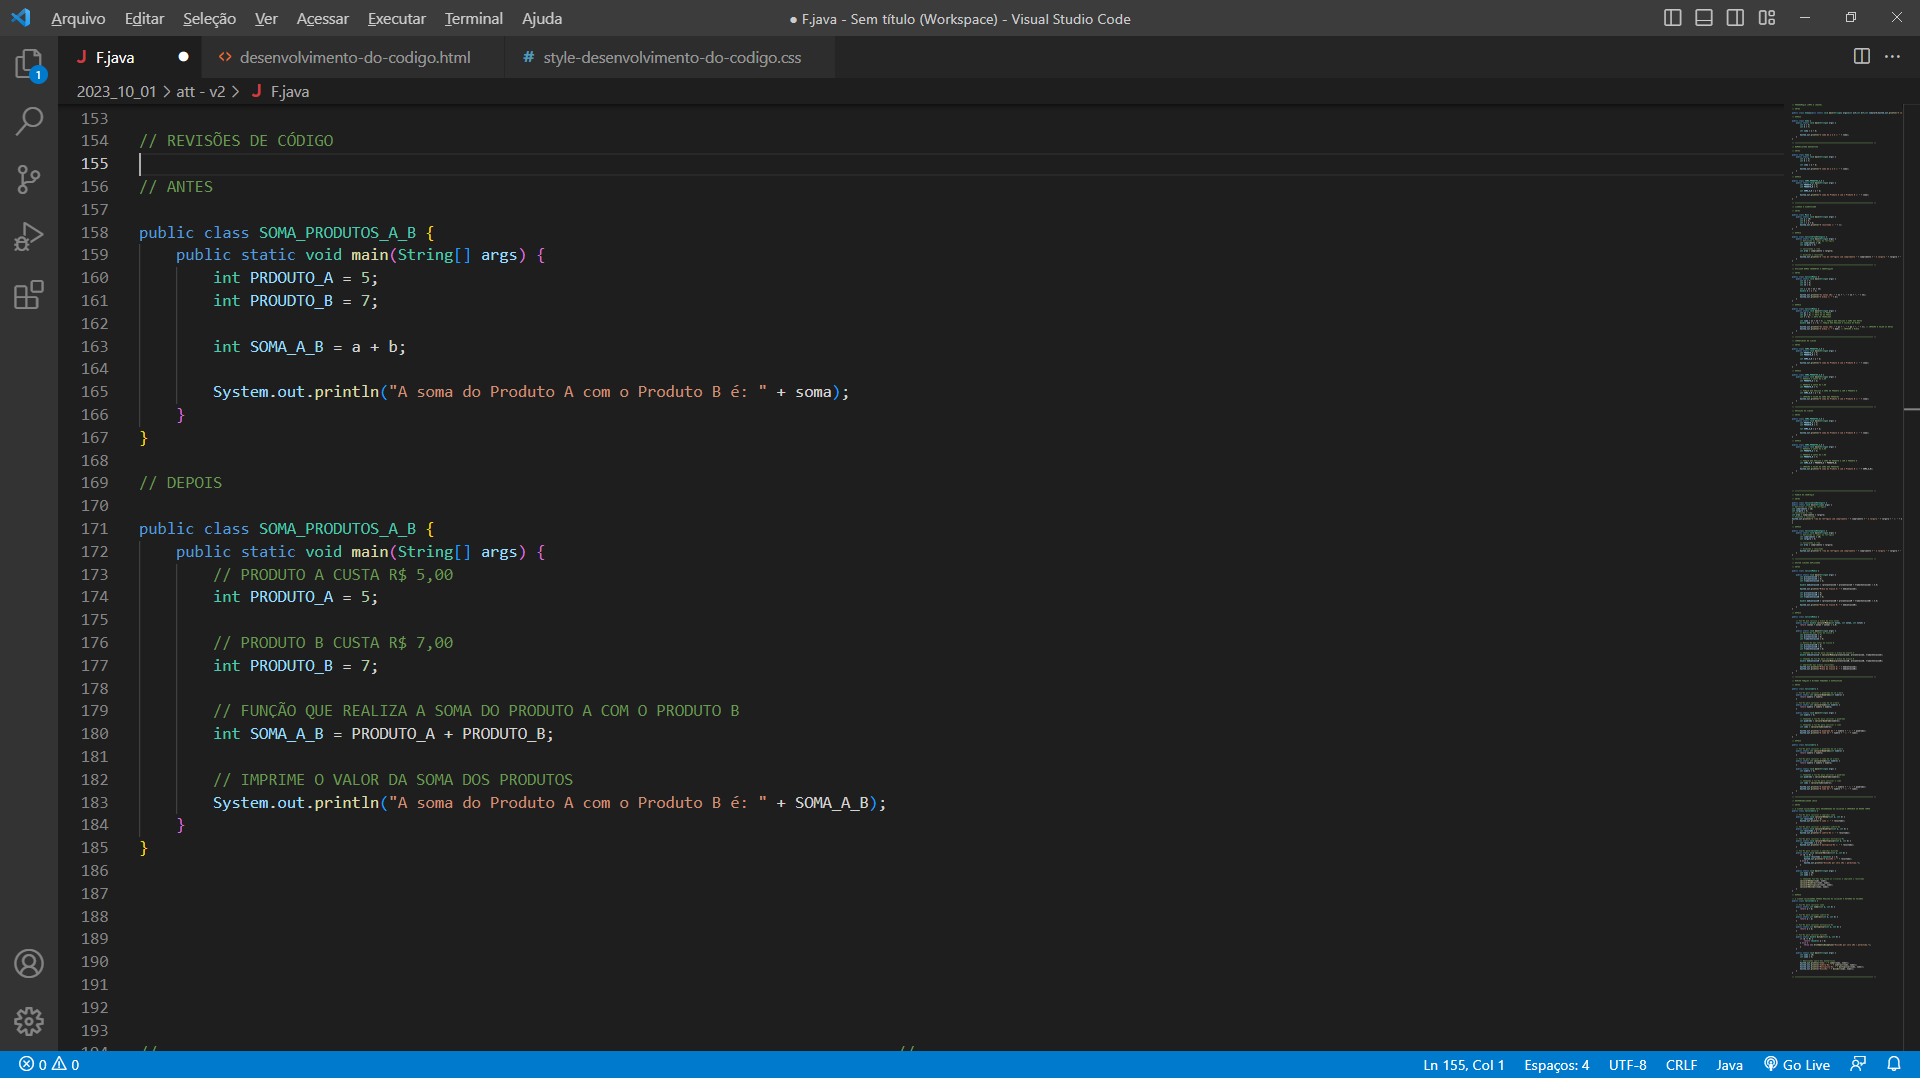 Arquivo Editar Seleção Ver Acessar Executar Terminal Ajuda
● F.java - Sem título (Workspace) - Visual Studio Code
J F.java ●
<> desenvolvimento-do-codigo.html
# style-desenvolvimento-do-codigo.css
1
2023_10_01 > att - v2 > J F.java
153
154 // REVISÕES DE CÓDIGO
155
156 // ANTES
157
158 public class SOMA_PRODUTOS_A_B {
159 public static void main(String[] args) {
160 int PRDOUTO_A = 5;
161 int PROUDTO_B = 7;
162
163 int SOMA_A_B = a + b;
164
165 System.out.println("A soma do Produto A com o Produto B é: " + soma);
166 }
167 }
168
169 // DEPOIS
170
171 public class SOMA_PRODUTOS_A_B {
172 public static void main(String[] args) {
173 // PRODUTO A CUSTA R$ 5,00
174 int PRODUTO_A = 5;
175
176 // PRODUTO B CUSTA R$ 7,00
177 int PRODUTO_B = 7;
178
179 // FUNÇÃO QUE REALIZA A SOMA DO PRODUTO A COM O PRODUTO B
180 int SOMA_A_B = PRODUTO_A + PRODUTO_B;
181
182 // IMPRIME O VALOR DA SOMA DOS PRODUTOS
183 System.out.println("A soma do Produto A com o Produto B é: " + SOMA_A_B);
184 }
185 }
186
187
188
189
190
191
192
193
0 0
Ln 155, Col 1 Espaços: 4 UTF-8 CRLF Java Go Live